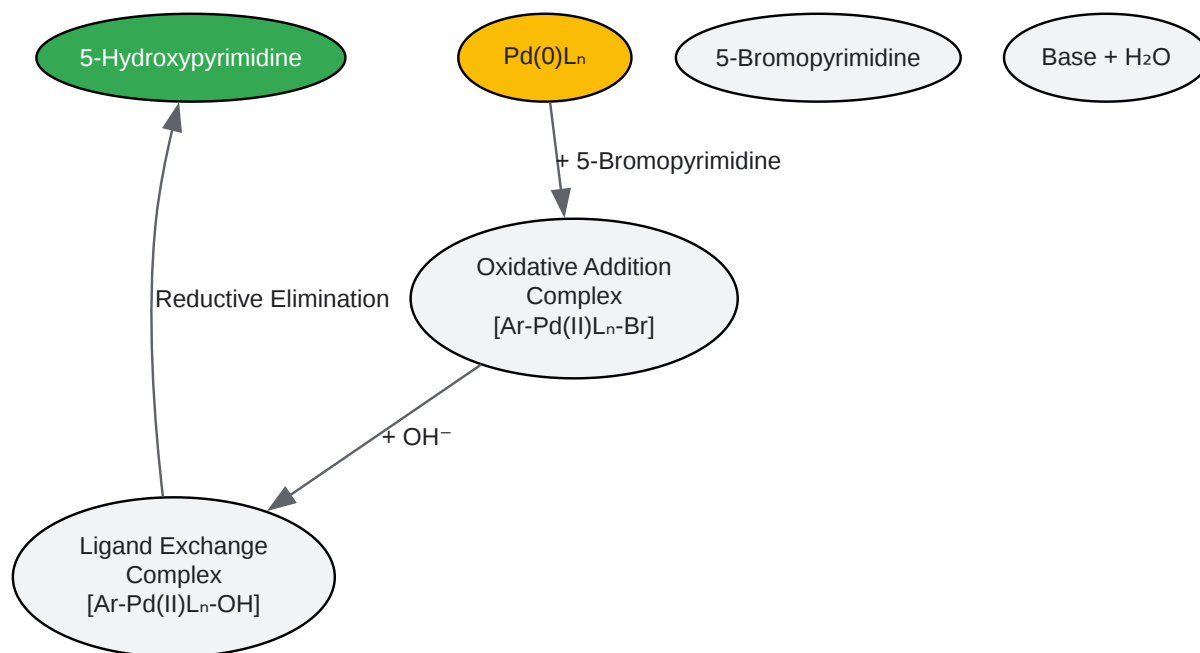 5-Hydroxypyrimidine
Pd(0)Lₙ
5-Bromopyrimidine
Base + H₂O
+ 5-Bromopyrimidine
Oxidative Addition
Complex
[Ar-Pd(II)Lₙ-Br]
Reductive Elimination
+ OH⁻
Ligand Exchange
Complex
[Ar-Pd(II)Lₙ-OH]